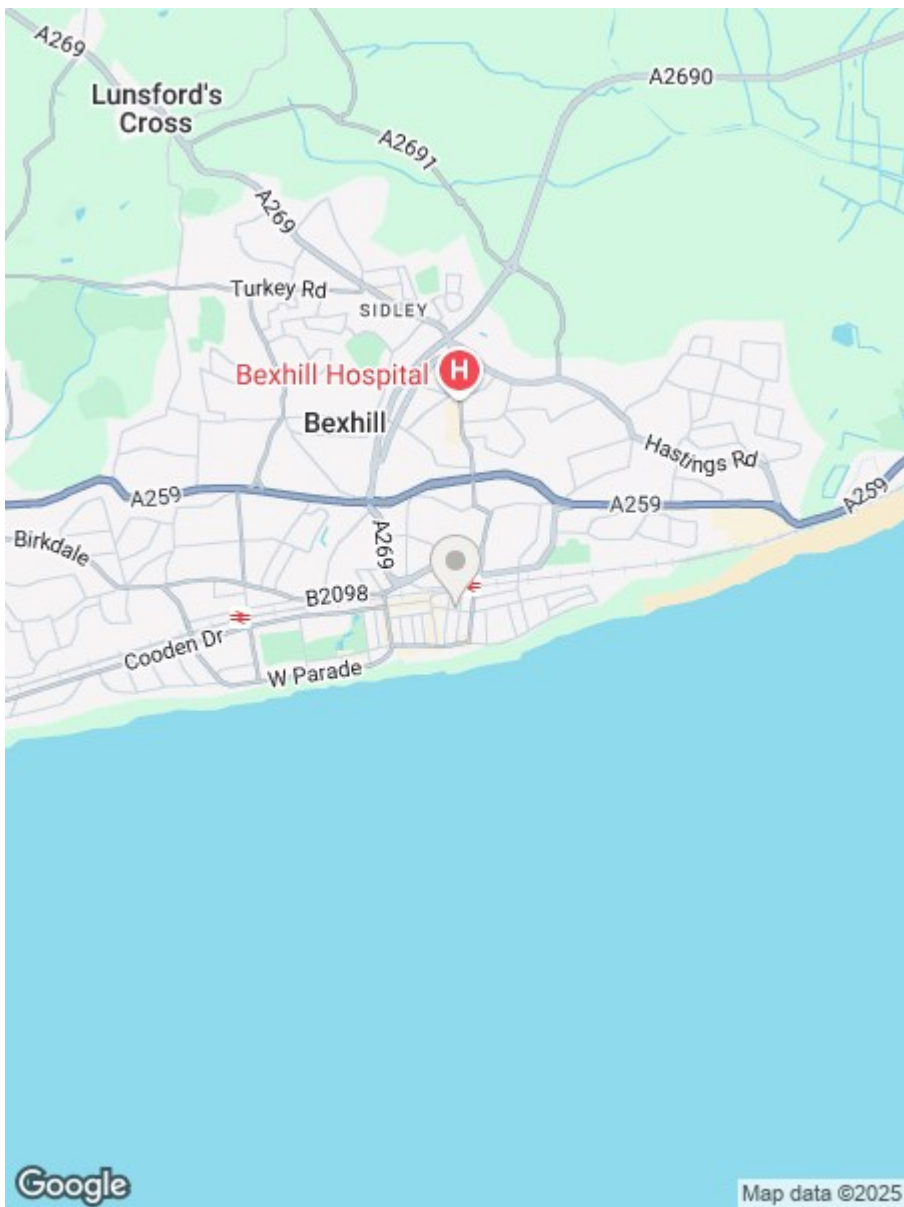 A269
A2690
Lunsford's
Cross
A2691
A269
Turkey Rd
SIDLEY
Bexhill Hospital
H
Bexhill
Hastings Rd
A259
A259
A259
Birkdale
A269
B2098
Cooden Dr
W Parade
Google
Map data ©2025